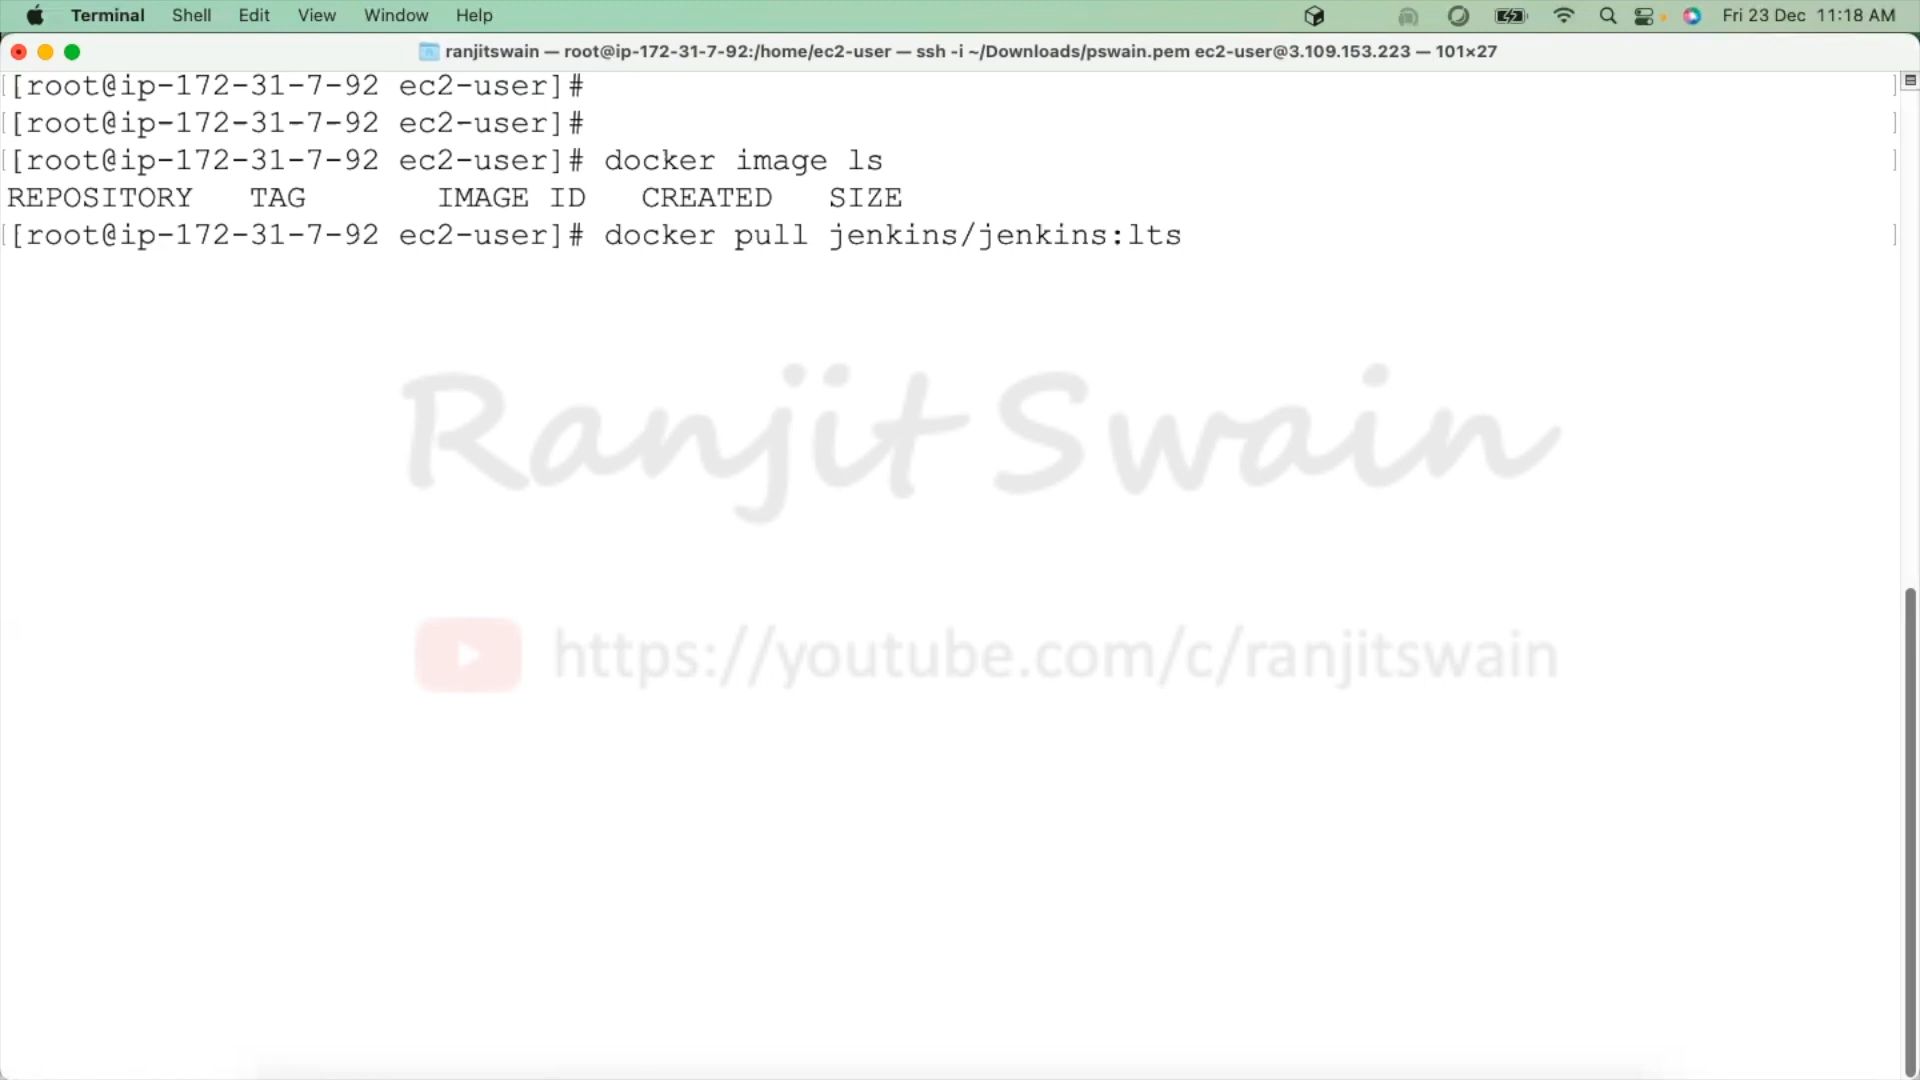 Terminal Shell Edit View Window Help Fri 23 Dec 11:18 AM
ranjitswain — root@ip-172-31-7-92:/home/ec2-user — ssh -i ~/Downloads/pswain.pem ec2-user@3.109.153.223 — 101×27
[[root@ip-172-31-7-92 ec2-user]# ]
[[root@ip-172-31-7-92 ec2-user]# ]
[[root@ip-172-31-7-92 ec2-user]# docker image ls ]
REPOSITORY TAG IMAGE ID CREATED SIZE
[[root@ip-172-31-7-92 ec2-user]# docker pull jenkins/jenkins:lts ]
Ranjit Swain
https://youtube.com/c/ranjitswain